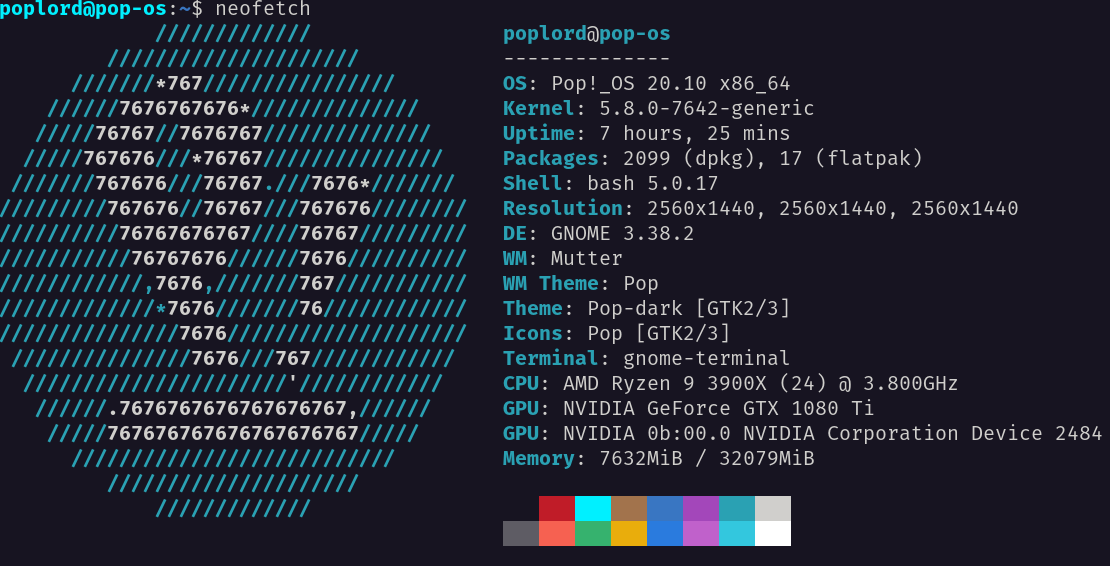 poplord@pop-os:~$ neofetch
             /////////////
         /////////////////////
      ///////*767////////////////
    //////7676767676*//////////////
   /////76767//7676767//////////////
  /////767676///*76767///////////////
 ///////767676///76767.///7676*///////
/////////767676//76767///767676////////
//////////76767676767////76767/////////
///////////76767676//////7676//////////
////////////,7676,///////767///////////
/////////////*7676///////76////////////
///////////////7676////////////////////
 ///////////////7676///767////////////
  //////////////////////'////////////
   //////.7676767676767676767,//////
    /////767676767676767676767/////
      ///////////////////////////
         /////////////////////
             /////////////
poplord@pop-os
--------------
OS: Pop!_OS 20.10 x86_64
Kernel: 5.8.0-7642-generic
Uptime: 7 hours, 25 mins
Packages: 2099 (dpkg), 17 (flatpak)
Shell: bash 5.0.17
Resolution: 2560x1440, 2560x1440, 2560x1440
DE: GNOME 3.38.2
WM: Mutter
WM Theme: Pop
Theme: Pop-dark [GTK2/3]
Icons: Pop [GTK2/3]
Terminal: gnome-terminal
CPU: AMD Ryzen 9 3900X (24) @ 3.800GHz
GPU: NVIDIA GeForce GTX 1080 Ti
GPU: NVIDIA 0b:00.0 NVIDIA Corporation Device 2484
Memory: 7632MiB / 32079MiB